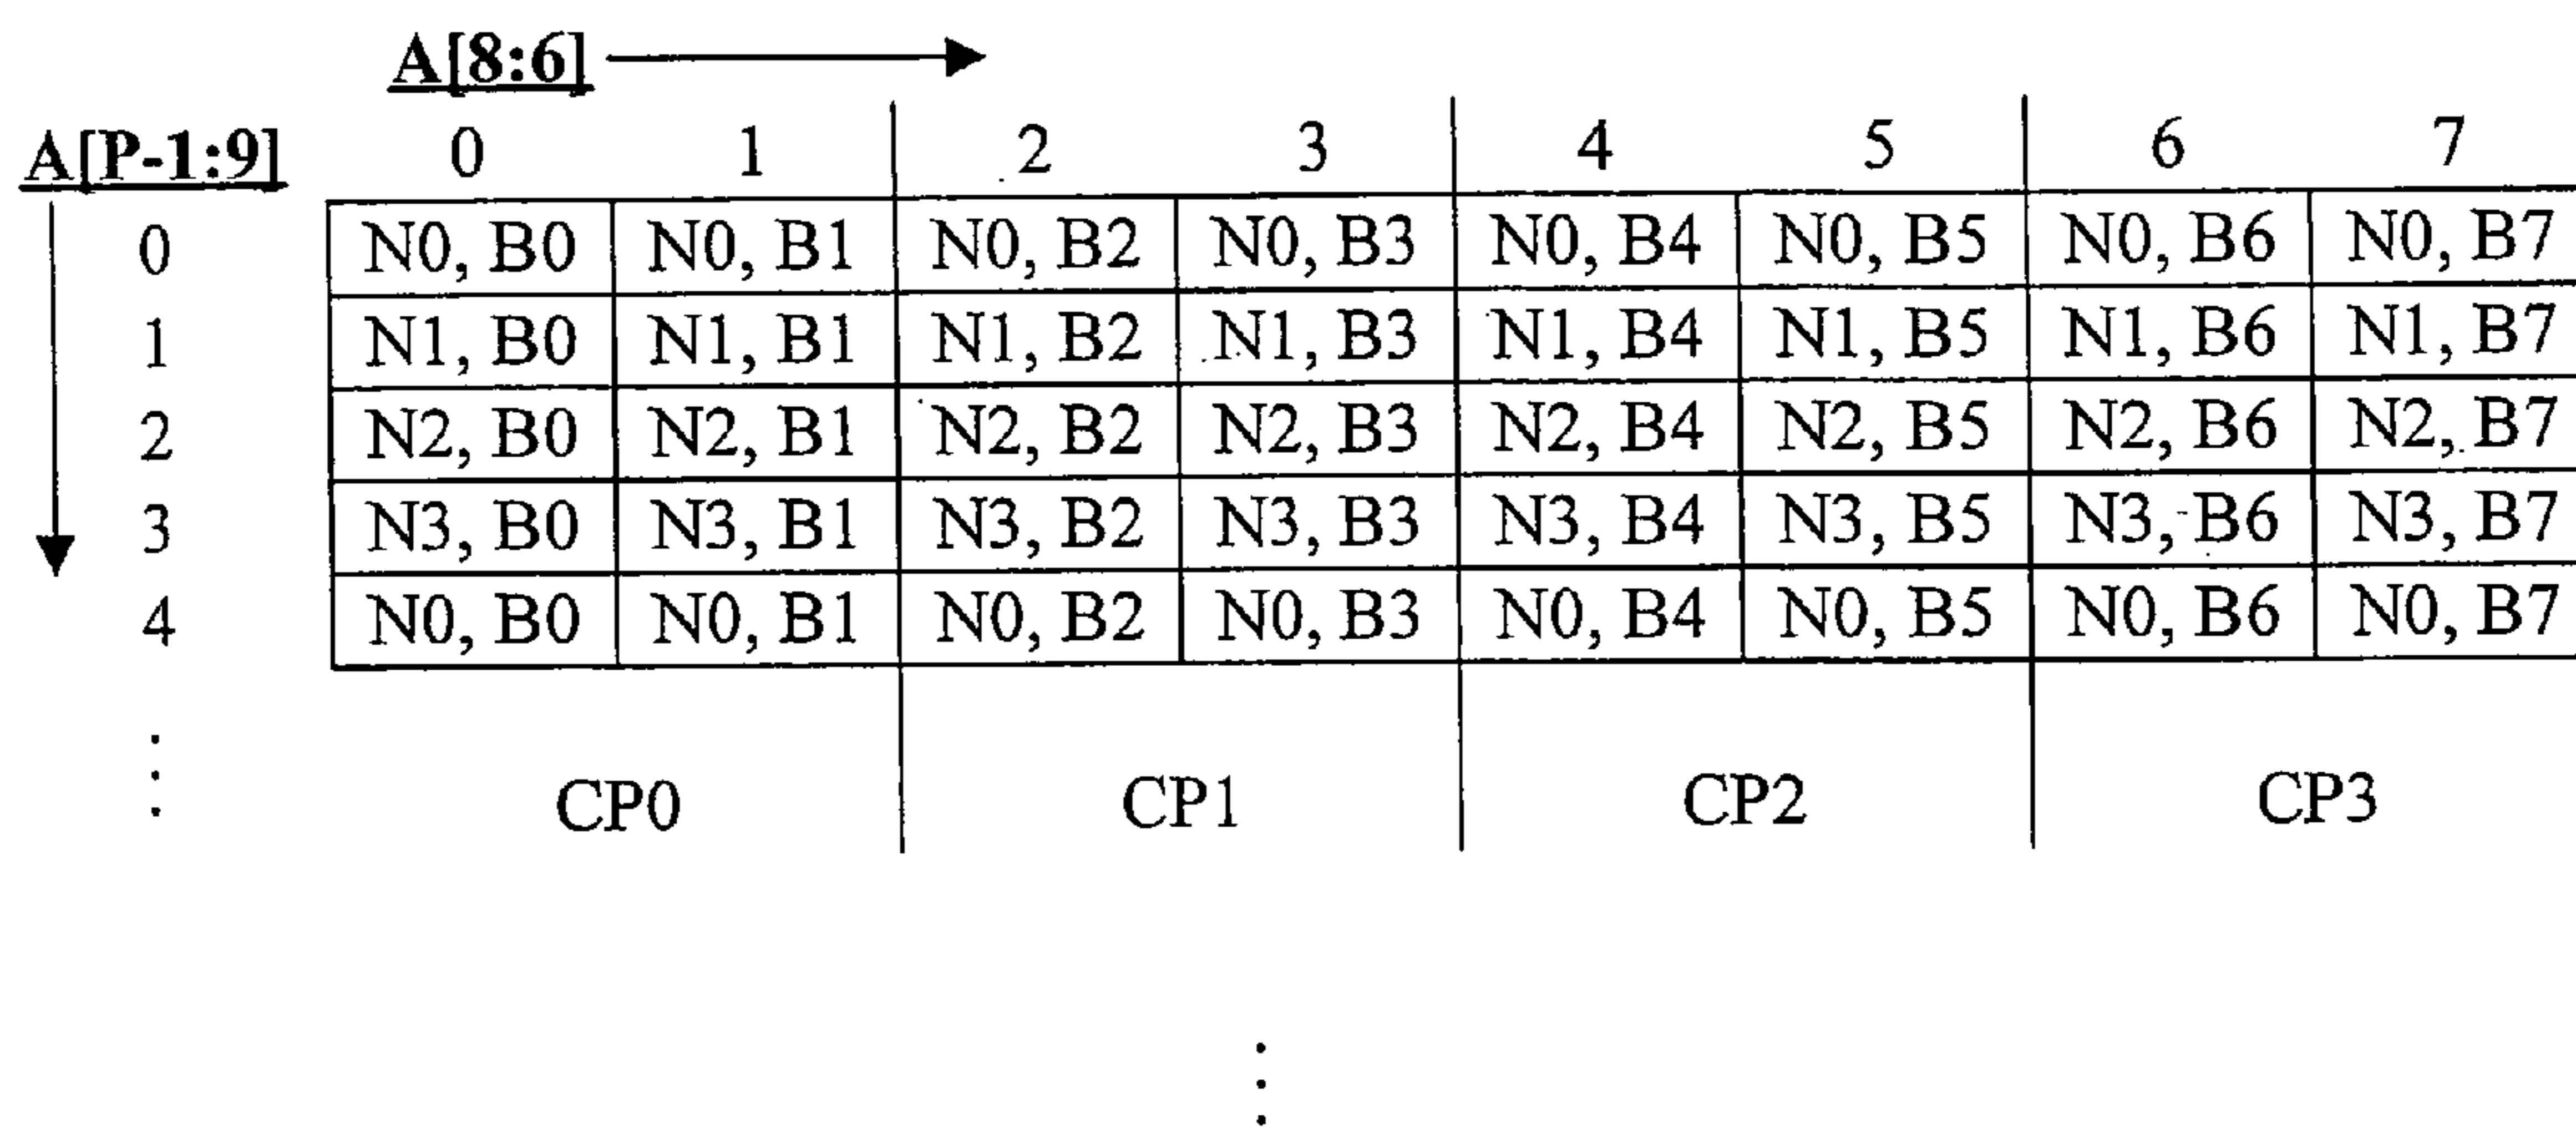 A[8:6]
A[P-1:9] 0 1 2 3 4 5 6 7
0 N0, B0 N0, B1 N0, B2 N0, B3 N0, B4 N0, B5 N0, B6 N0, B7
1 N1, B0 N1, B1 N1, B2 N1, B3 N1, B4 N1, B5 N1, B6 N1, B7
2 N2, B0 N2, B1 N2, B2 N2, B3 N2, B4 N2, B5 N2, B6 N2, B7
3 N3, B0 N3, B1 N3, B2 N3, B3 N3, B4 N3, B5 N3, B6 N3, B7
4 N0, B0 N0, B1 N0, B2 N0, B3 N0, B4 N0, B5 N0, B6 N0, B7
CP0 CP1 CP2 CP3